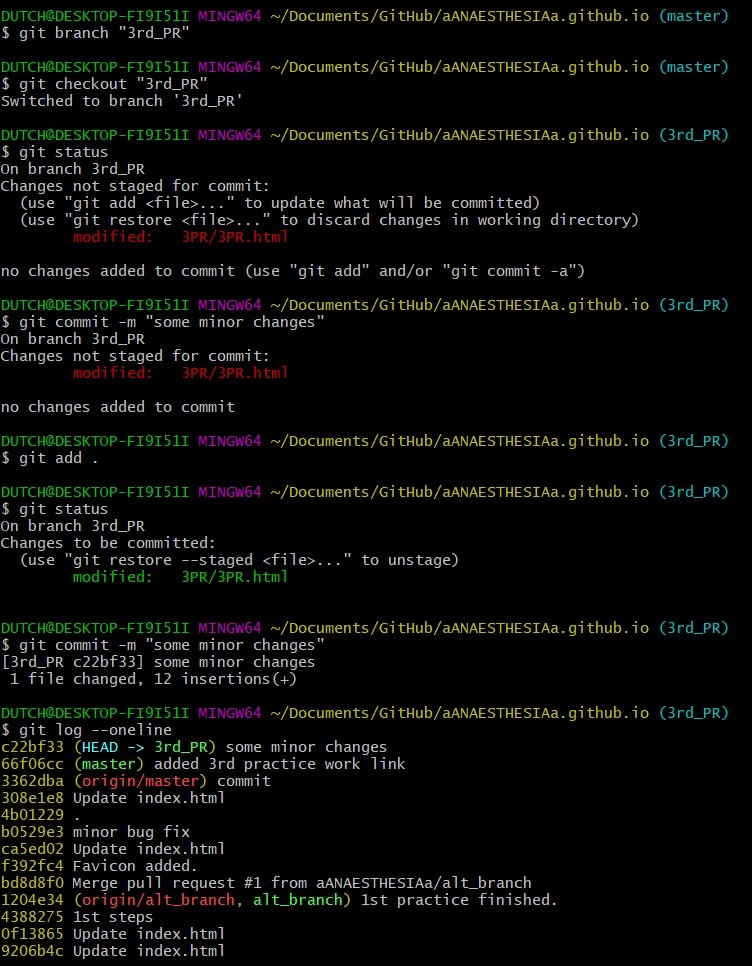 DUTCH@DESKTOP-FI9I51I MINGW64 ~/Documents/GitHub/aANAESTHESIAa.github.io (master)
$ git branch "3rd_PR"
DUTCH@DESKTOP-FI9I51I MINGW64 ~/Documents/GitHub/aANAESTHESIAa.github.io (master)
$ git checkout "3rd_PR"
Switched to branch '3rd_PR'
DUTCH@DESKTOP-FI9I51I MINGW64 ~/Documents/GitHub/aANAESTHESIAa.github.io (3rd_PR)
$ git status
On branch 3rd_PR
Changes not staged for commit:
  (use "git add <file>..." to update what will be committed)
  (use "git restore <file>..." to discard changes in working directory)
        modified:   3PR/3PR.html
no changes added to commit (use "git add" and/or "git commit -a")
DUTCH@DESKTOP-FI9I51I MINGW64 ~/Documents/GitHub/aANAESTHESIAa.github.io (3rd_PR)
$ git commit -m "some minor changes"
On branch 3rd_PR
Changes not staged for commit:
        modified:   3PR/3PR.html
no changes added to commit
DUTCH@DESKTOP-FI9I51I MINGW64 ~/Documents/GitHub/aANAESTHESIAa.github.io (3rd_PR)
$ git add .
DUTCH@DESKTOP-FI9I51I MINGW64 ~/Documents/GitHub/aANAESTHESIAa.github.io (3rd_PR)
$ git status
On branch 3rd_PR
Changes to be committed:
  (use "git restore --staged <file>..." to unstage)
        modified:   3PR/3PR.html
DUTCH@DESKTOP-FI9I51I MINGW64 ~/Documents/GitHub/aANAESTHESIAa.github.io (3rd_PR)
$ git commit -m "some minor changes"
[3rd_PR c22bf33] some minor changes
 1 file changed, 12 insertions(+)
DUTCH@DESKTOP-FI9I51I MINGW64 ~/Documents/GitHub/aANAESTHESIAa.github.io (3rd_PR)
$ git log --oneline
c22bf33 (HEAD -> 3rd_PR) some minor changes
66f06cc (master) added 3rd practice work link
3362dba (origin/master) commit
308e1e8 Update index.html
4b01229 .
b0529e3 minor bug fix
ca5ed02 Update index.html
f392fc4 Favicon added.
bd8d8f0 Merge pull request #1 from aANAESTHESIAa/alt_branch
1204e34 (origin/alt_branch, alt_branch) 1st practice finished.
4388275 1st steps
0f13865 Update index.html
9206b4c Update index.html